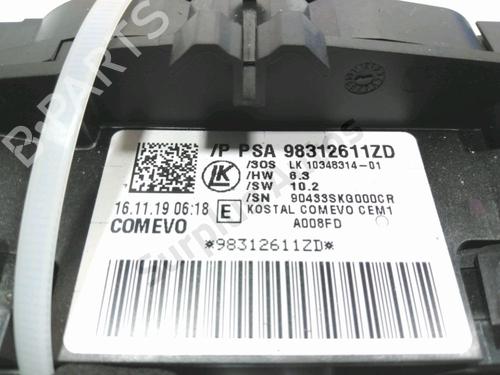 /P PSA 98312611ZD
/SOS LK 10348314-01
/HW 6.3
/SW 10.2
/SN 90433SKG000CR
LK
16.11.19 06:18 E KOSTAL COMEVO CEM1
COMEVO A008FD
*98312611ZD*
B-PARTS